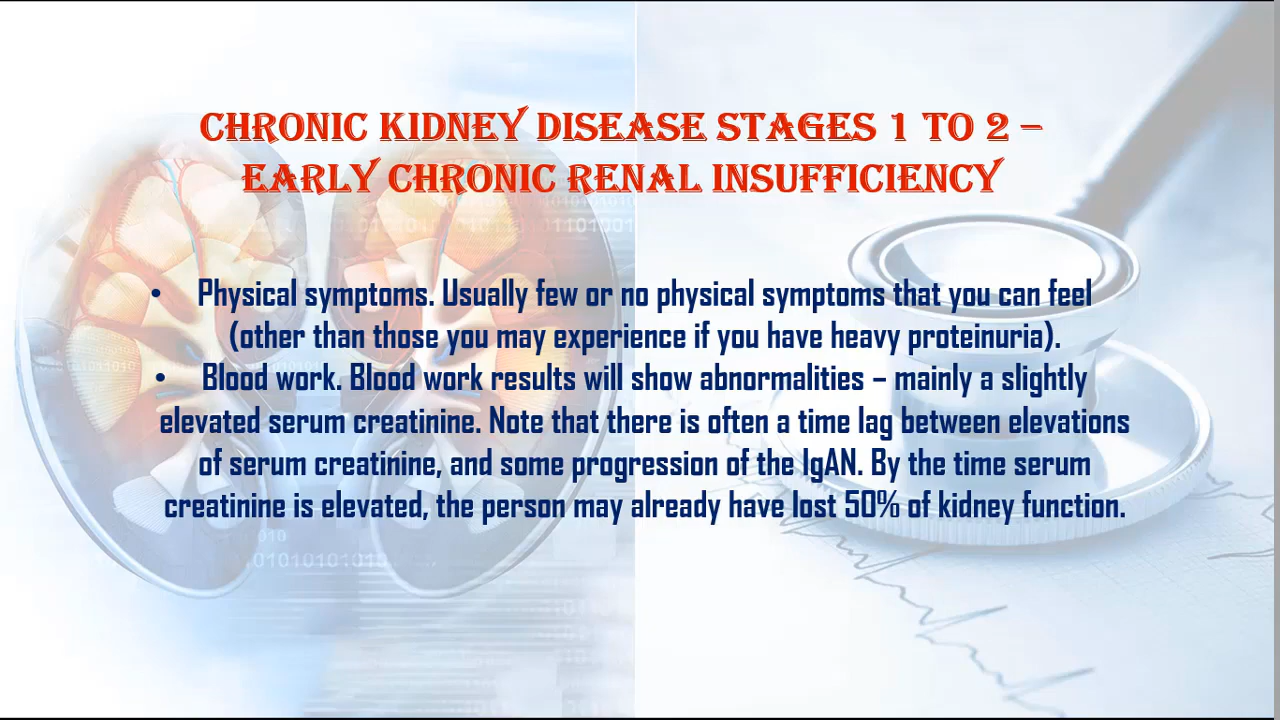 CHRONIC KIDNEY DISEASE STAGES 1 TO 2 –
EARLY CHRONIC RENAL INSUFFICIENCY
• Physical symptoms. Usually few or no physical symptoms that you can feel
(other than those you may experience if you have heavy proteinuria).
• Blood work. Blood work results will show abnormalities – mainly a slightly
elevated serum creatinine. Note that there is often a time lag between elevations
of serum creatinine, and some progression of the IgAN. By the time serum
creatinine is elevated, the person may already have lost 50% of kidney function.